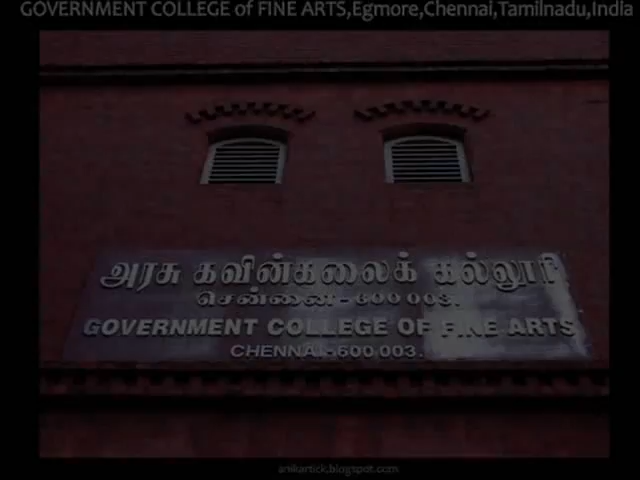 GOVERNMENT COLLEGE of FINE ARTS,Egmore,Chennai,Tamilnadu,India
அரசு கவின்கலைக் கல்லூரி
சென்னை-600 003.
GOVERNMENT COLLEGE OF FINE ARTS
CHENNAI-600 003.
anikartick.blogspot.com